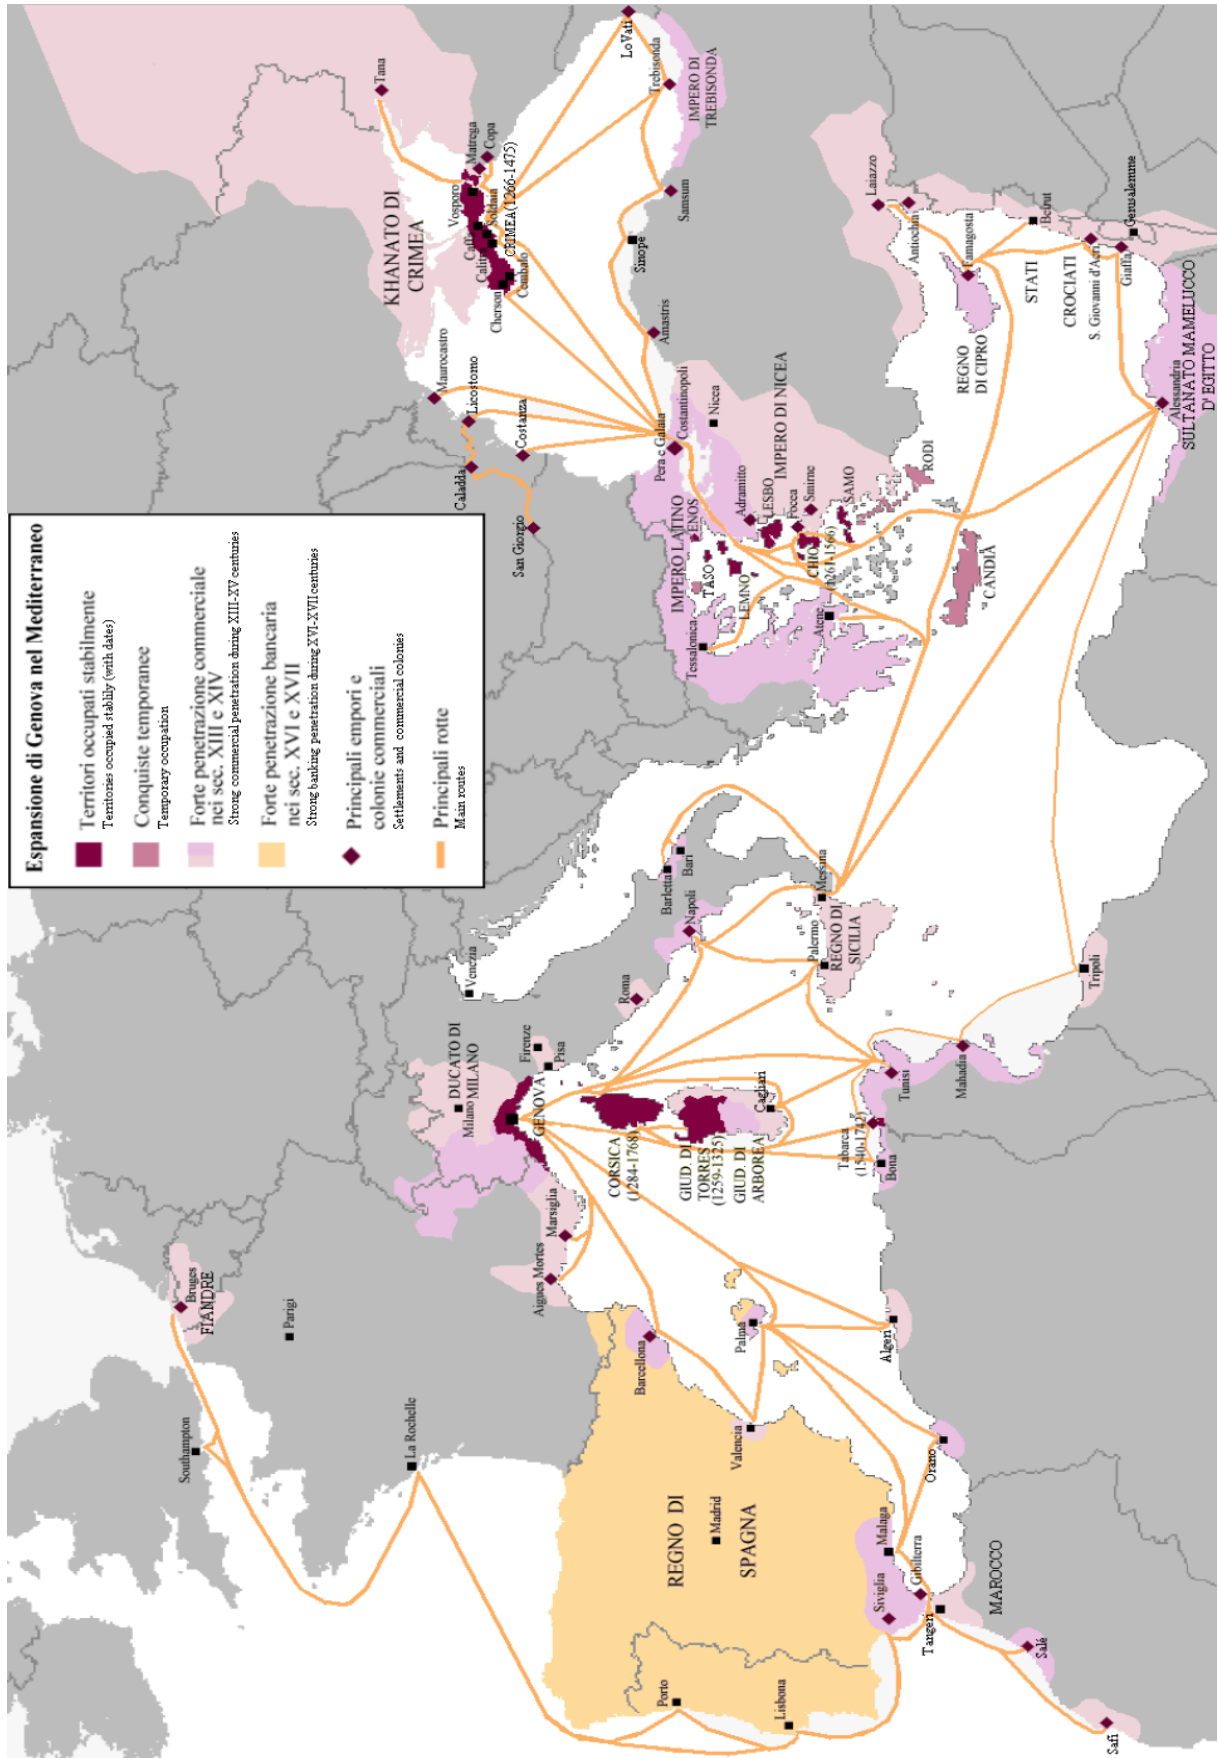 Espansione di Genova nel Mediterraneo
Territori occupati stabilmente
Territories occupied stablily (with dates)
Conquiste temporanee
Temporary occupation
Forte penetrazione commerciale
nei sec. XIII e XIV
Strong commercial penetration during XIII-XV centuries
Forte penetrazione bancaria
nei sec. XVI e XVII
Strong banking penetration during XVI-XVII centuries
Principali empori e
colonie commerciali
Settlements and commercial colonies
Principali rotte
Main routes
Southampton
Bruges
FIANDRE
Parigi
La Rochelle
Porto
Lisbona
REGNO DI
SPAGNA
Madrid
Barcellona
Valencia
Palma
Siviglia
Malaga
Gibilterra
Tangeri
MAROCCO
Salé
Safi
Orano
Algeri
Aigues Mortes
Marsiglia
DUCATO DI
MILANO
Milano
GENOVA
Firenze
Pisa
Venezia
Roma
Napoli
Barletta
Bari
CORSICA
(1284-1768)
GIUD. DI
TORRES
(1259-1325)
GIUD. DI
ARBOREA
Cagliari
Tabarca
(1540-1742)
Bona
Tunisi
Mahadia
Tripoli
Palermo
Messina
REGNO DI
SICILIA
San Giorgio
Caladda
Costanza
Licostomo
Maurocastro
KHANATO DI
CRIMEA
Tana
Matrega
Copa
Vosporo
Caffa
Soldaia
Calira
Cherson
Cembalo
CRIMEA(1266-1475)
Lo Vati
Trebisonda
IMPERO DI
TREBISONDA
Samsum
Sinope
Amastris
Pera e Galata
Costantinopoli
Nicea
IMPERO DI NICEA
IMPERO LATINO
ENOS
TASO
LEMNO
Tessalonica
Adramitto
LESBO
Focea
Smirne
CHIO
(1261-1566)
SAMO
RODI
Atene
CANDIÀ
Laiazzo
Antiochia
Famagosta
REGNO
DI CIPRO
STATI
CROCIATI
Beirut
S. Giovanni d'Acri
Giaffa
Gerusalemme
Alessandria
SULTANATO MAMELUCCO
D' EGITTO